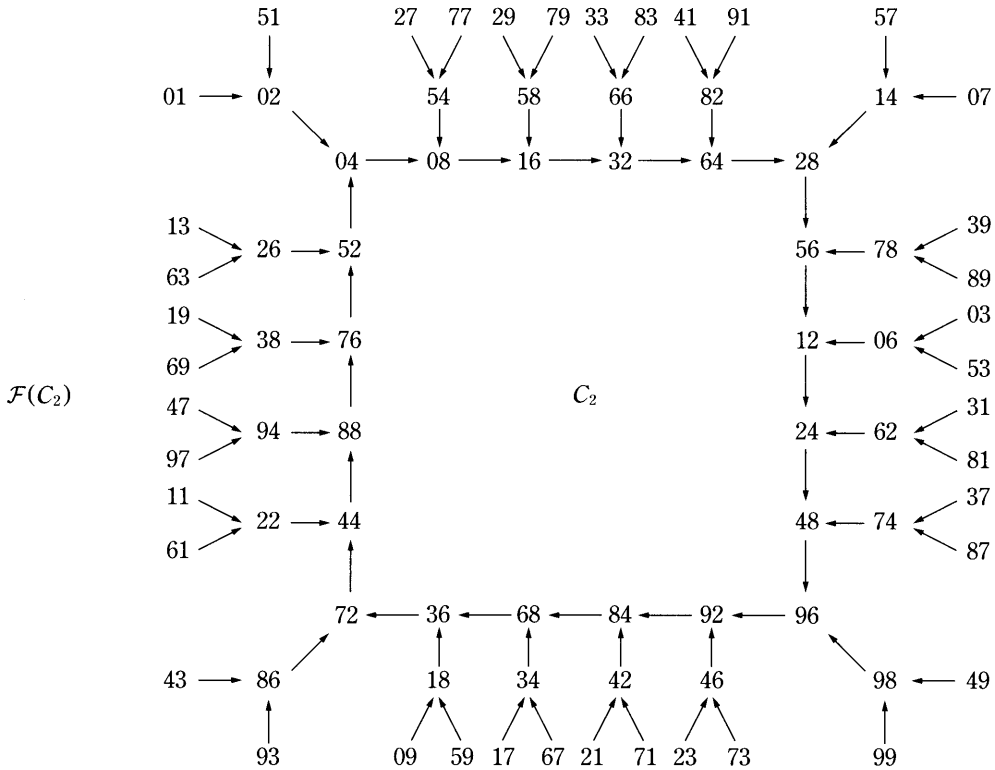 51 27 77 29 79 33 83 41 91 57
01 02 54 58 66 82 14 07
04 08 16 32 64 28
13 39
26 52 56 78
63 89
19 03
38 76 12 06
69 53
𝓕(C₂) C₂
47 31
94 88 24 62
97 81
11 37
22 44 48 74
61 87
72 36 68 84 92 96
43 86 18 34 42 46 98 49
93 09 59 17 67 21 71 23 73 99